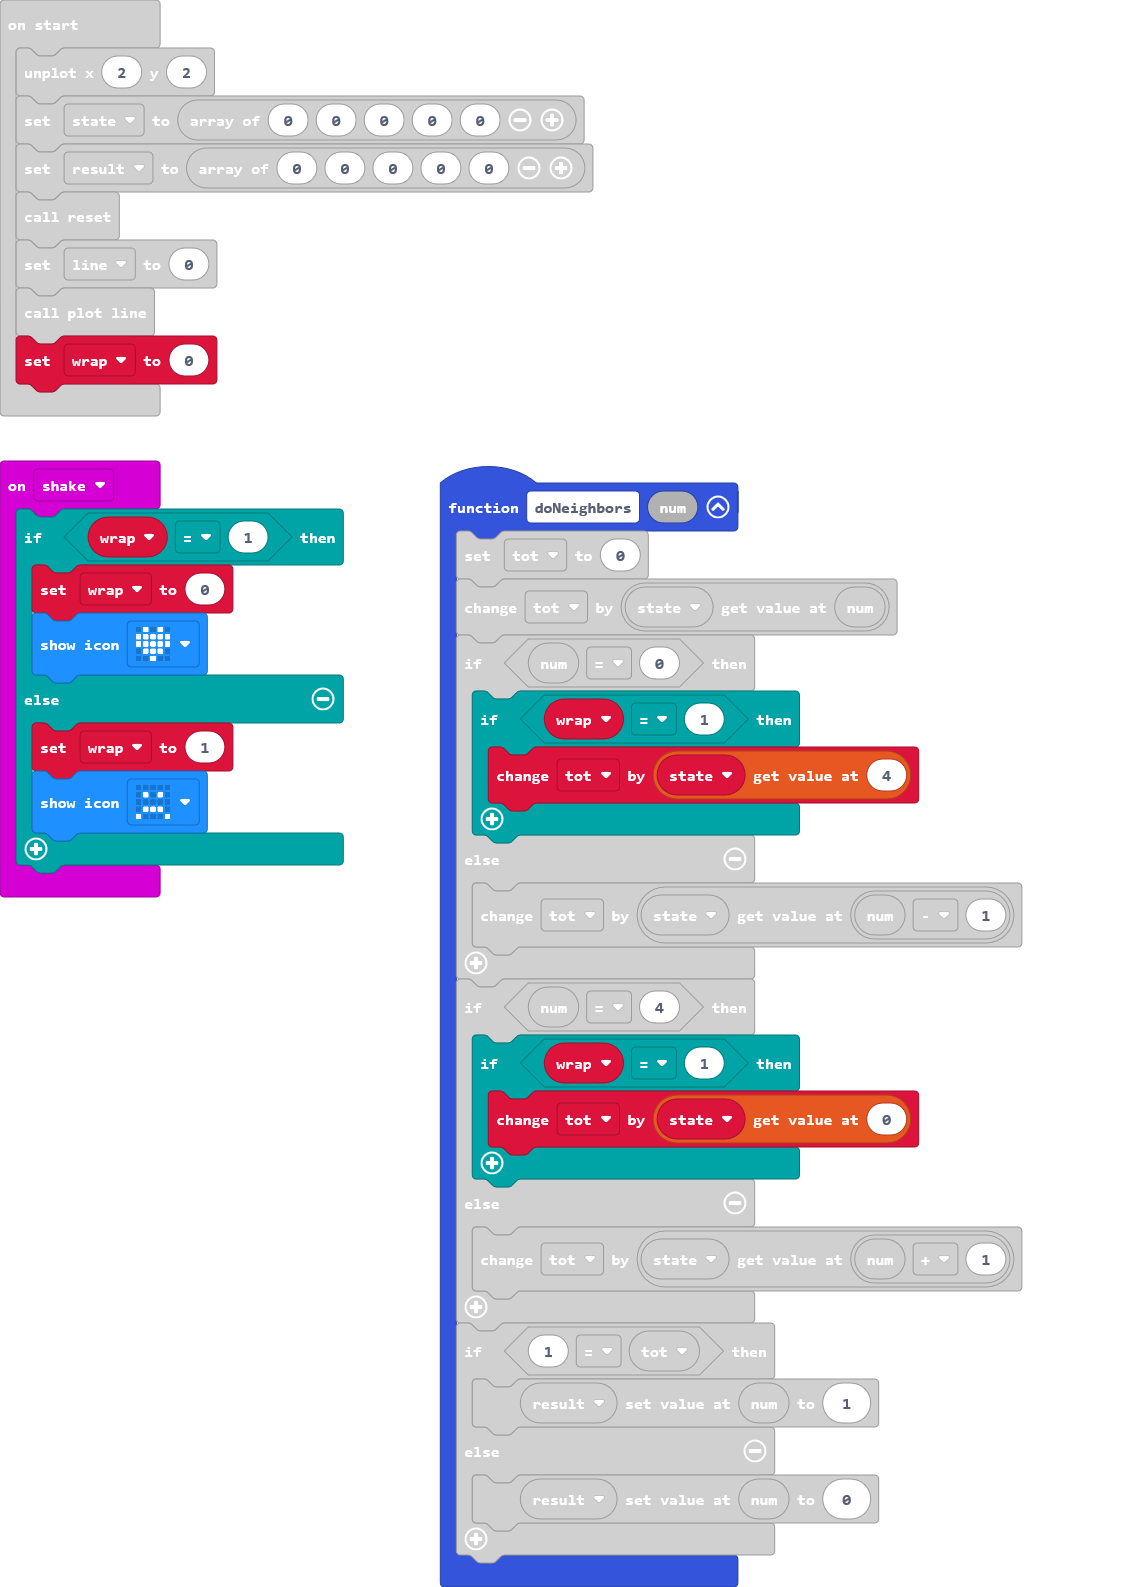 on start
unplot x 2 y 2
set state to array of 0 0 0 0 0
set result to array of 0 0 0 0 0
call reset
set line to 0
call plot line
set wrap to 0
on shake
if wrap = 1 then
set wrap to 0
show icon
else
set wrap to 1
show icon
function doNeighbors num
set tot to 0
change tot by state get value at num
if num = 0 then
if wrap = 1 then
change tot by state get value at 4
else
change tot by state get value at num - 1
if num = 4 then
if wrap = 1 then
change tot by state get value at 0
else
change tot by state get value at num + 1
if 1 = tot then
result set value at num to 1
else
result set value at num to 0